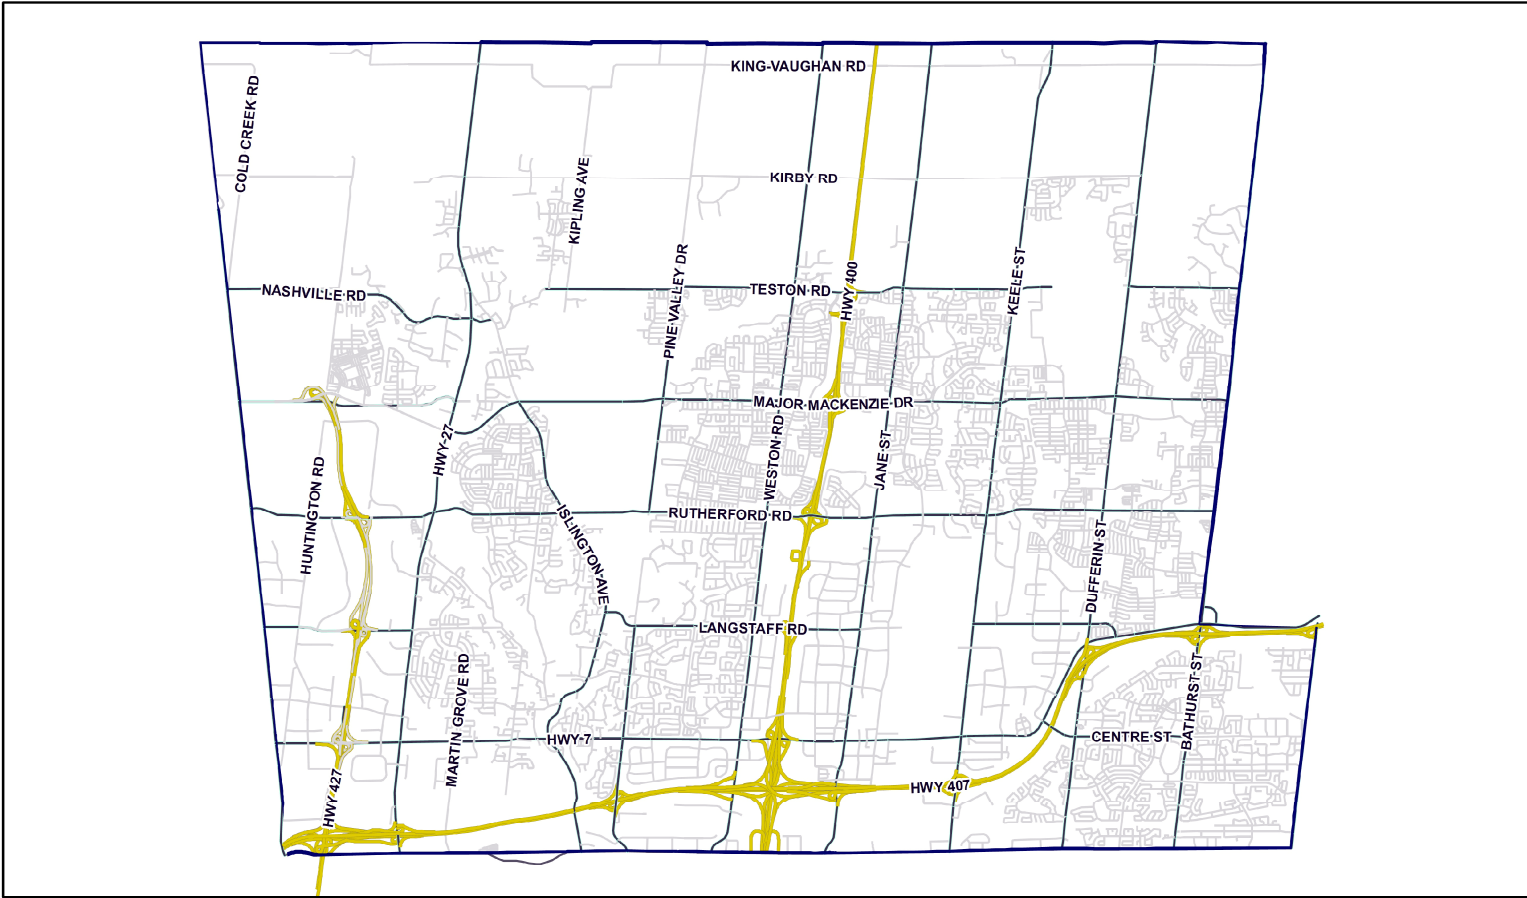 KING-VAUGHAN RD
COLD CREEK RD
KIPLING AVE
KIRBY RD
PINE VALLEY DR
KEELE ST
HWY 400
NASHVILLE RD
TESTON RD
MAJOR MACKENZIE DR
HWY 27
WESTON RD
JANE ST
HUNTINGTON RD
ISLINGTON AVE
RUTHERFORD RD
DUFFERIN ST
LANGSTAFF RD
MARTIN GROVE RD
BATHURST ST
HWY 7
CENTRE ST
HWY 427
HWY 407